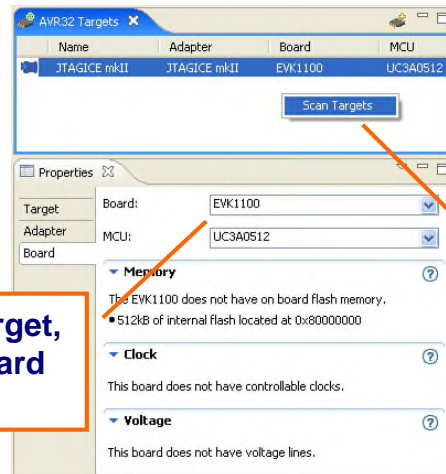 AVR32 Targets
Name Adapter Board MCU
JTAGICE mkII JTAGICE mkII EVK1100 UC3A0512
Scan Targets
Properties
Target
Adapter
Board
Board: EVK1100
MCU: UC3A0512
Memory
The EVK1100 does not have on board flash memory.
•512kB of internal flash located at 0x80000000
Clock
This board does not have controllable clocks.
Voltage
This board does not have voltage lines.